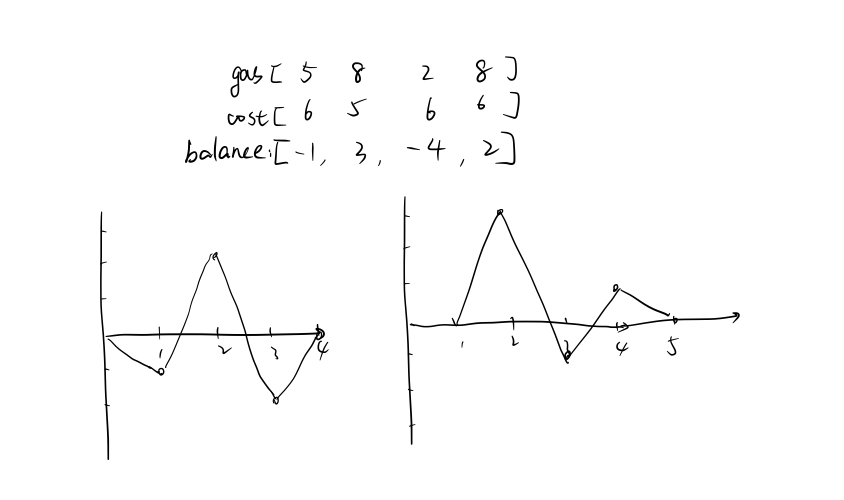 gas [ 5 8 2 8 ]
cost [ 6 5 6 6 ]
balance: [ -1, 3, -4, 2 ]
1 2 3 4
1 2 3 4 5